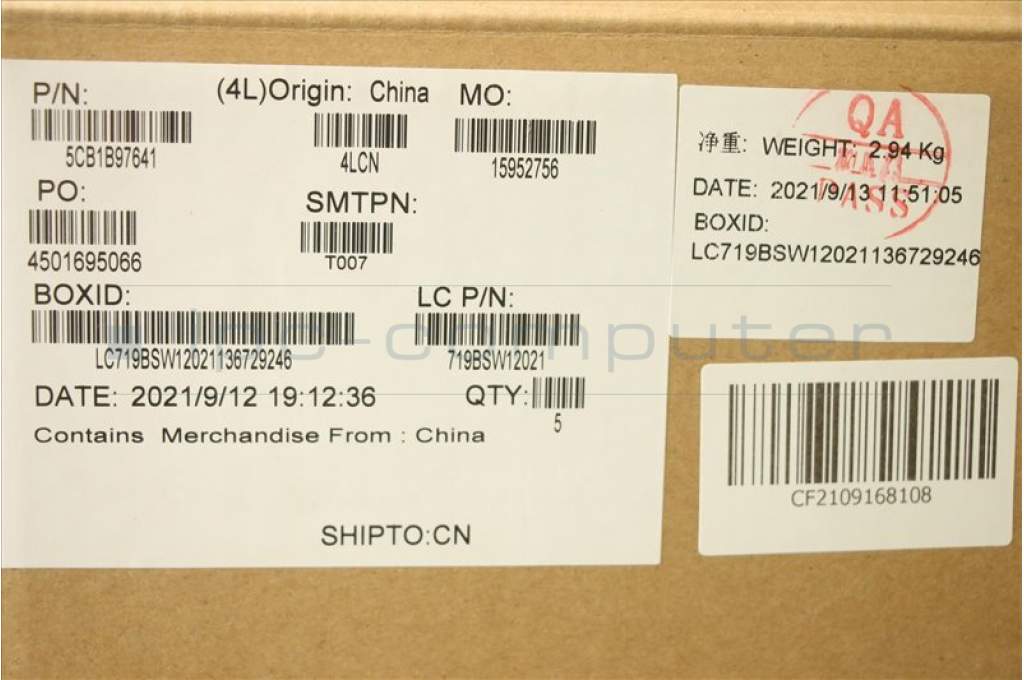 P/N:
(4L)Origin: China
MO:
5CB1B97641
4LCN
15952756
PO:
SMTPN:
4501695066
T007
BOXID:
LC P/N:
LC719BSW12021136729246
719BSW12021
DATE: 2021/9/12 19:12:36
QTY:
5
Contains Merchandise From : China
SHIPTO:CN
净重: WEIGHT: 2.94 Kg
DATE: 2021/9/13 11:51:05
BOXID:
LC719BSW12021136729246
QA
PASS
CF2109168108
ipc-computer